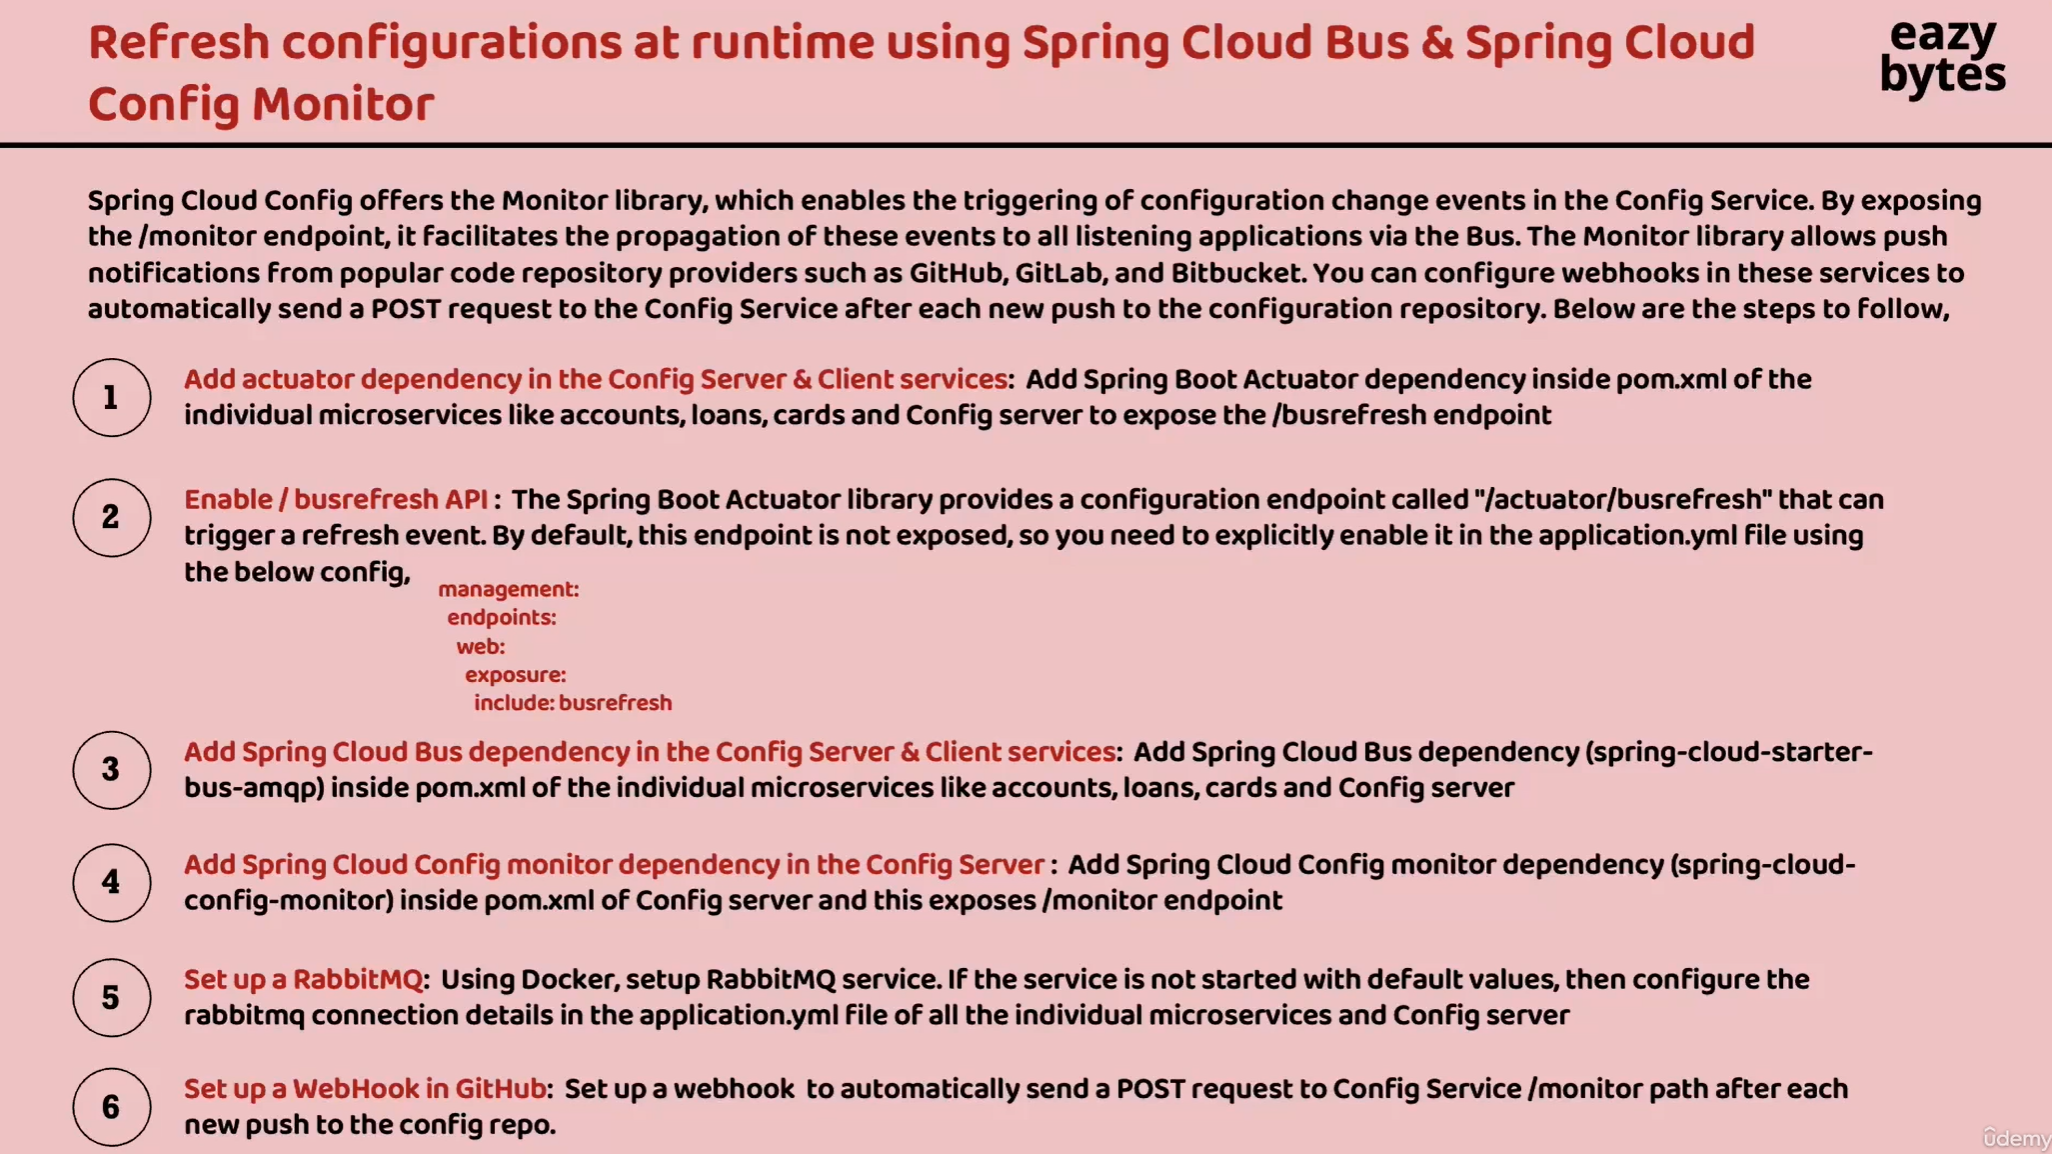 Refresh configurations at runtime using Spring Cloud Bus & Spring Cloud
Config Monitor
eazy
bytes
Spring Cloud Config offers the Monitor library, which enables the triggering of configuration change events in the Config Service. By exposing
the /monitor endpoint, it facilitates the propagation of these events to all listening applications via the Bus. The Monitor library allows push
notifications from popular code repository providers such as GitHub, GitLab, and Bitbucket. You can configure webhooks in these services to
automatically send a POST request to the Config Service after each new push to the configuration repository. Below are the steps to follow,
1
Add actuator dependency in the Config Server & Client services: Add Spring Boot Actuator dependency inside pom.xml of the
individual microservices like accounts, loans, cards and Config server to expose the /busrefresh endpoint
2
Enable / busrefresh API : The Spring Boot Actuator library provides a configuration endpoint called "/actuator/busrefresh" that can
trigger a refresh event. By default, this endpoint is not exposed, so you need to explicitly enable it in the application.yml file using
the below config,
management:
endpoints:
web:
exposure:
include: busrefresh
3
Add Spring Cloud Bus dependency in the Config Server & Client services: Add Spring Cloud Bus dependency (spring-cloud-starter-
bus-amqp) inside pom.xml of the individual microservices like accounts, loans, cards and Config server
4
Add Spring Cloud Config monitor dependency in the Config Server : Add Spring Cloud Config monitor dependency (spring-cloud-
config-monitor) inside pom.xml of Config server and this exposes /monitor endpoint
5
Set up a RabbitMQ: Using Docker, setup RabbitMQ service. If the service is not started with default values, then configure the
rabbitmq connection details in the application.yml file of all the individual microservices and Config server
6
Set up a WebHook in GitHub: Set up a webhook to automatically send a POST request to Config Service /monitor path after each
new push to the config repo.
udemy